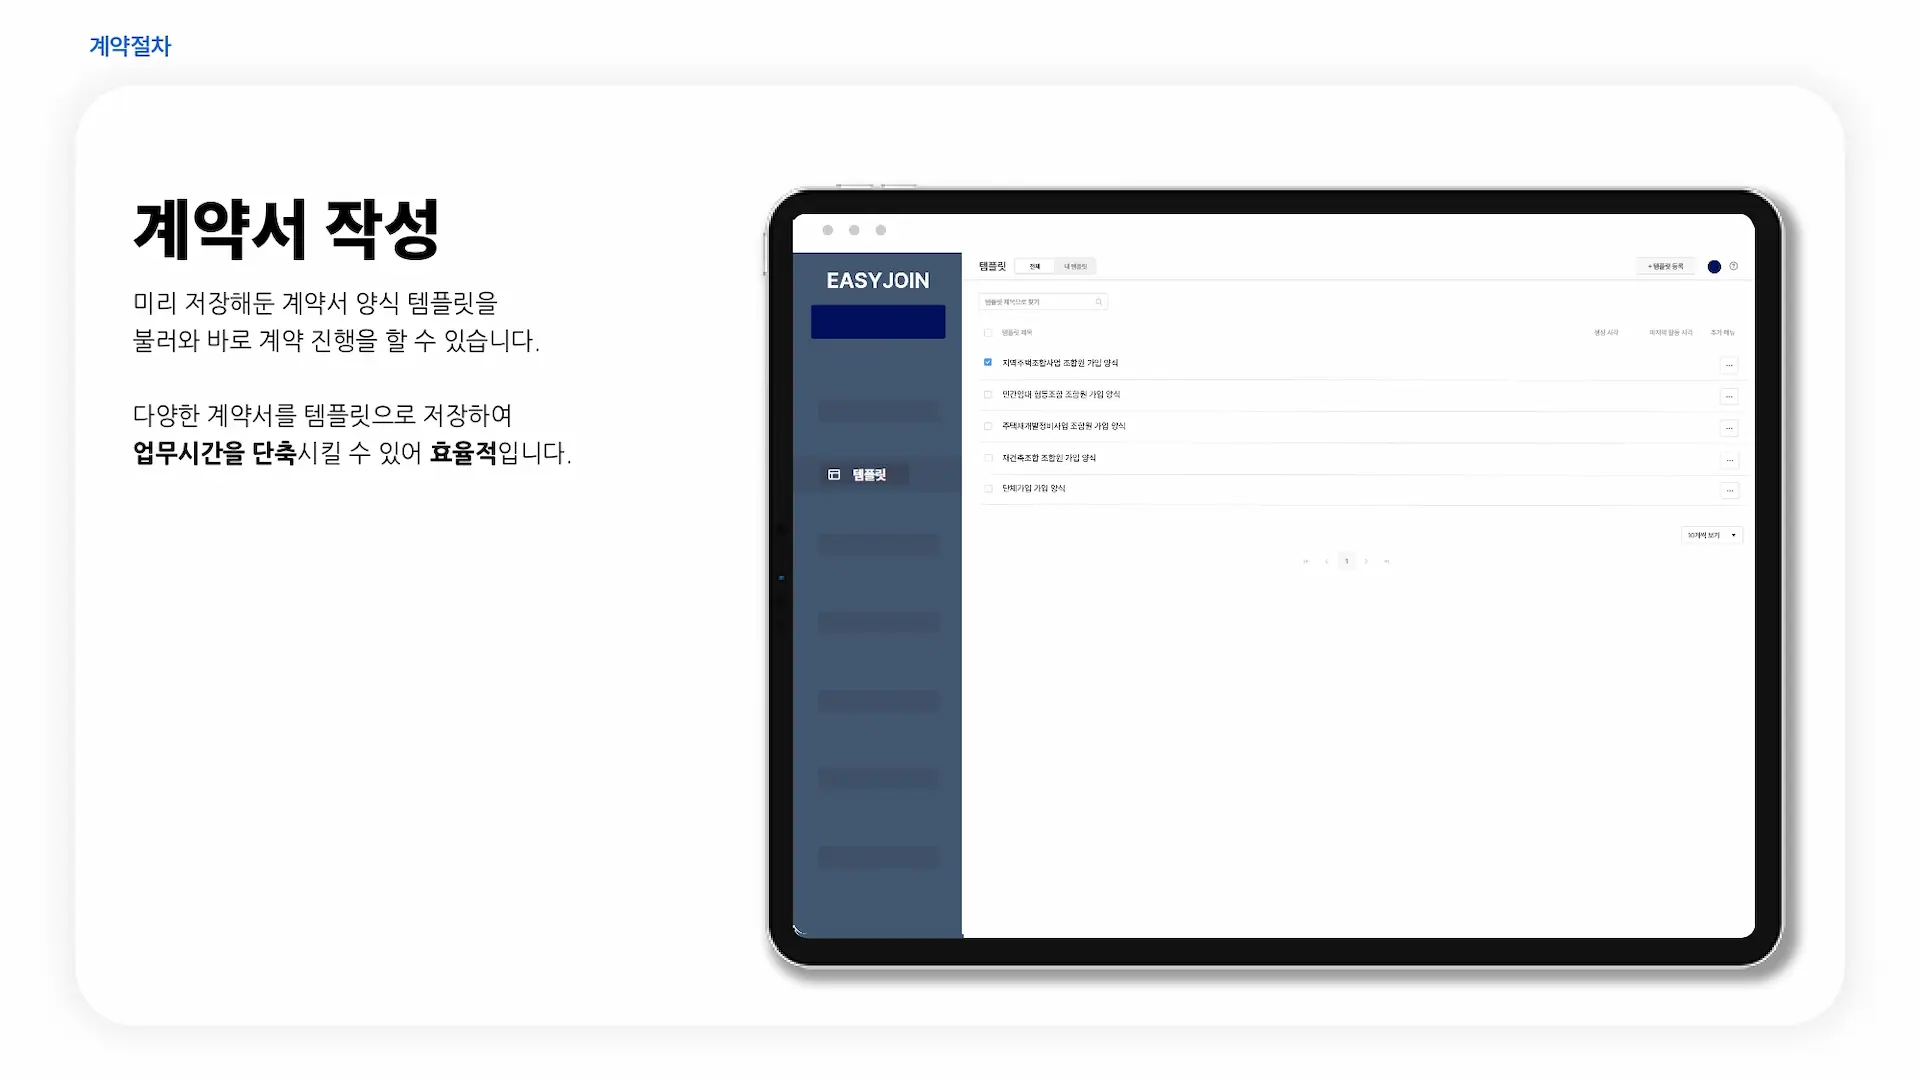 계약절차
계약서 작성
미리 저장해둔 계약서 양식 템플릿을
불러와 바로 계약 진행을 할 수 있습니다.
다양한 계약서를 템플릿으로 저장하여
업무시간을 단축시킬 수 있어 효율적입니다.
EASYJOIN
템플릿
템플릿 전체 내 템플릿 + 템플릿 등록
템플릿 제목으로 찾기
템플릿 제목 생성 시각 마지막 활동 시각 추가 메뉴
지역주택조합사업 조합원 가입 양식
민간임대 협동조합 조합원 가입 양식
주택재개발정비사업 조합원 가입 양식
재건축조합 조합원 가입 양식
단체가입 가입 양식
10개씩 보기
1